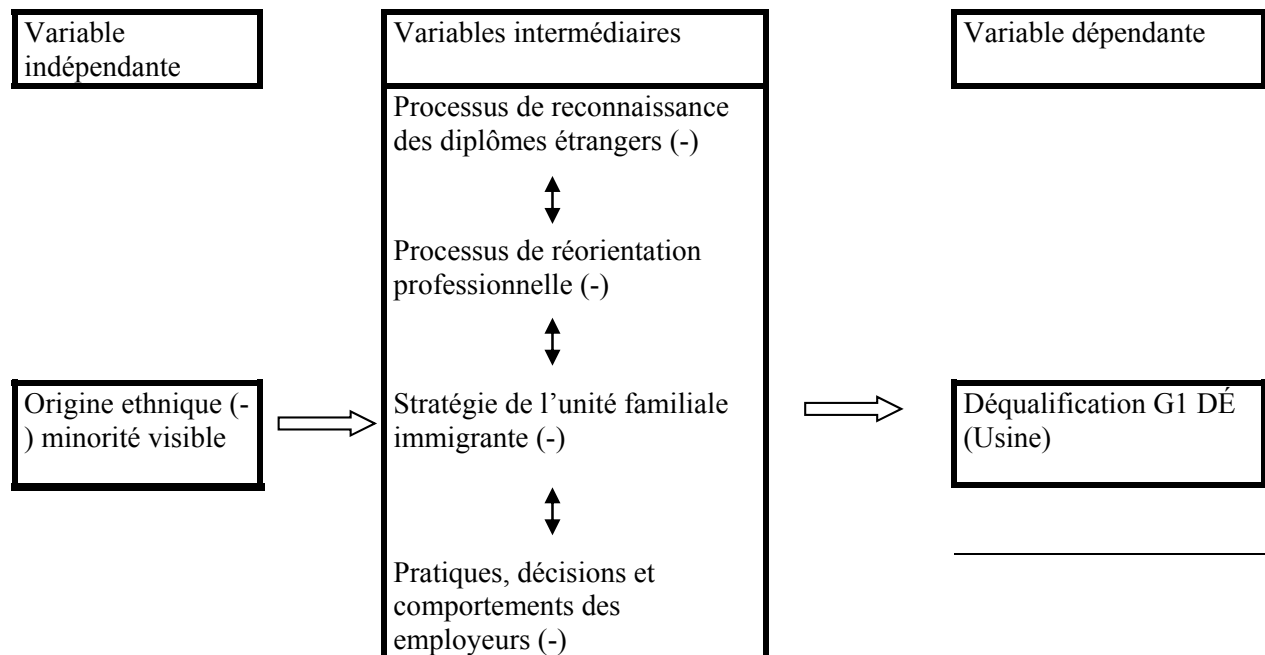 Variable
indépendante
Variables intermédiaires
Variable dépendante
Processus de reconnaissance
des diplômes étrangers (-)
Processus de réorientation
professionnelle (-)
Origine ethnique (-
) minorité visible
Stratégie de l’unité familiale
immigrante (-)
Déqualification G1 DÉ
(Usine)
Pratiques, décisions et
comportements des
employeurs (-)